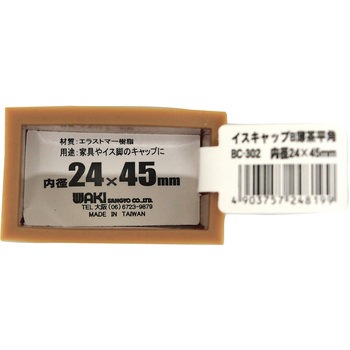 材質:エラストマー樹脂
用途:家具やイス脚のキャップに
内径24×45mm
WAKI SANGYO CO.,LTD.
TEL 大阪(06)6723-9879
MADE IN TAIWAN
イスキャップB薄茶平角
BC-302 内径24×45mm
4903757248199